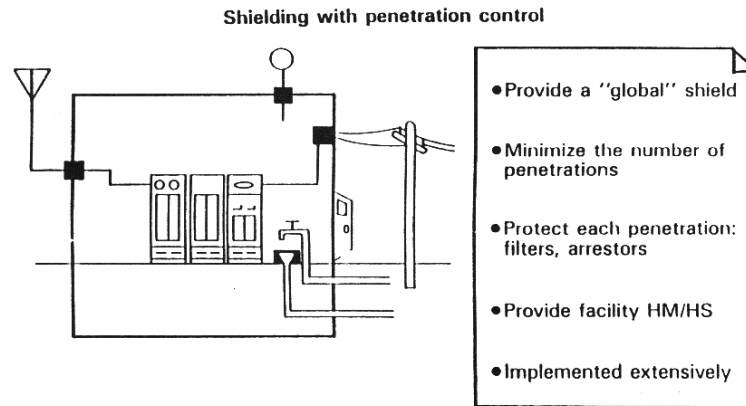 Shielding with penetration control
•Provide a "global" shield
•Minimize the number of
penetrations
•Protect each penetration:
filters, arrestors
•Provide facility HM/HS
•Implemented extensively